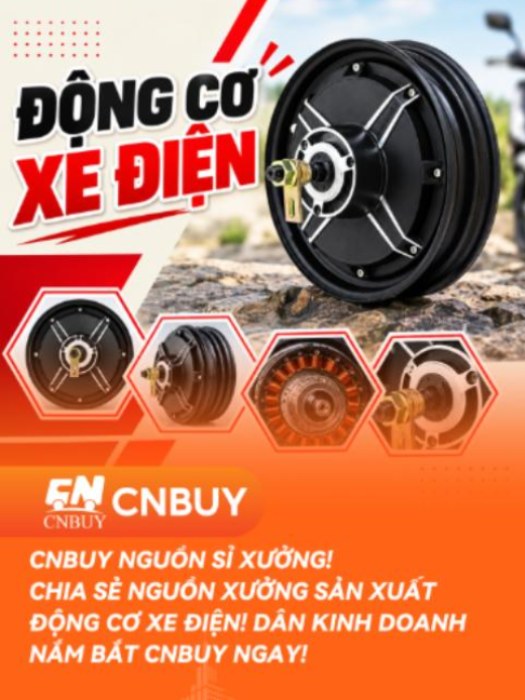 ĐỘNG CƠ
XE ĐIỆN
CN
CNBUY
CNBUY
CNBUY NGUỒN SỈ XƯỞNG!
CHIA SẺ NGUỒN XƯỞNG SẢN XUẤT
ĐỘNG CƠ XE ĐIỆN! DÂN KINH DOANH
NẮM BẮT CNBUY NGAY!